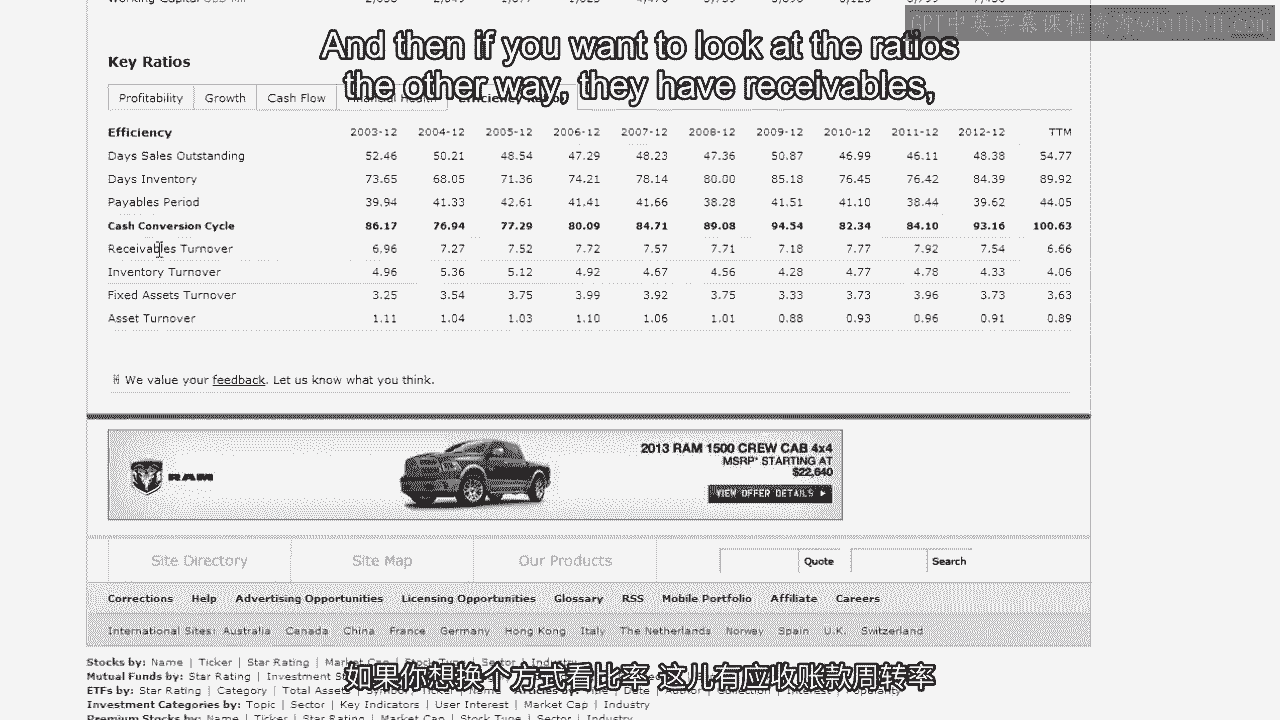 GPT中英字幕课程资源@bilibili.com
And then if you want to look at the ratios
the other way, they have receivables,
Key Ratios
Profitability Growth Cash Flow
Efficiency 2003-12 2004-12 2005-12 2006-12 2007-12 2008-12 2009-12 2010-12 2011-12 2012-12 TTM
Days Sales Outstanding 52.46 50.21 48.54 47.29 48.23 47.36 50.87 46.99 46.11 48.38 54.77
Days Inventory 73.65 68.05 71.36 74.21 78.14 80.00 85.18 76.45 76.42 84.39 89.92
Payables Period 39.94 41.33 42.61 41.41 41.66 38.28 41.51 41.10 38.44 39.62 44.05
Cash Conversion Cycle 86.17 76.94 77.29 80.09 84.71 89.08 94.54 82.34 84.10 93.16 100.63
Receivables Turnover 6.96 7.27 7.52 7.72 7.57 7.71 7.18 7.77 7.92 7.54 6.66
Inventory Turnover 4.96 5.36 5.12 4.92 4.67 4.56 4.28 4.77 4.78 4.33 4.06
Fixed Assets Turnover 3.25 3.54 3.75 3.99 3.92 3.75 3.33 3.73 3.96 3.73 3.63
Asset Turnover 1.11 1.04 1.03 1.10 1.06 1.01 0.88 0.93 0.96 0.91 0.89
We value your feedback. Let us know what you think.
RAM
2013 RAM 1500 CREW CAB 4x4
MSRP* STARTING AT
$22,640
VIEW OFFER DETAILS
Site Directory Site Map Our Products Quote Search
Corrections Help Advertising Opportunities Licensing Opportunities Glossary RSS Mobile Portfolio Affiliate Careers
International Sites: Australia Canada China France Germany Hong Kong Italy The Netherlands Norway Spain U.K. Switzerland
Stocks by: Name | Ticker | Star Rating | Market Cap | Stock Type | Sector | Industry
如果你想换个方式看比率 这儿有应收账款周转率
Mutual Funds by: Star Rating | Investment
ETFs by: Star Rating | Category | Total Assets
Investment Categories by: Topic | Sector | Key Indicators | User Interest | Market Cap | Industry
Premium Stocks by: Name | Ticker | Star Rating | Market Cap | Stock Type | Sector | Industry